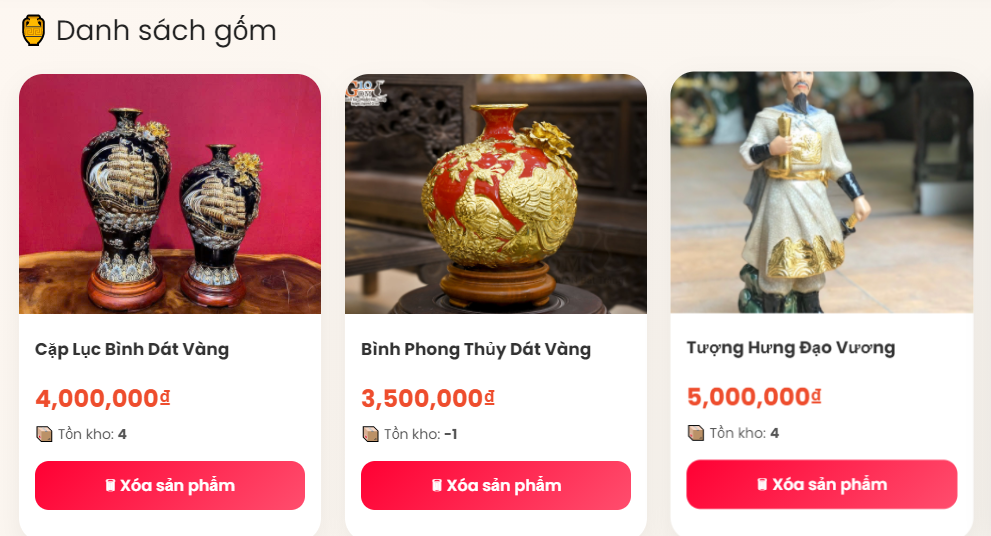 Danh sách gốm
Cặp Lục Bình Dát Vàng
4,000,000₫
Tồn kho: 4
Xóa sản phẩm
Bình Phong Thủy Dát Vàng
3,500,000₫
Tồn kho: -1
Xóa sản phẩm
Tượng Hưng Đạo Vương
5,000,000₫
Tồn kho: 4
Xóa sản phẩm